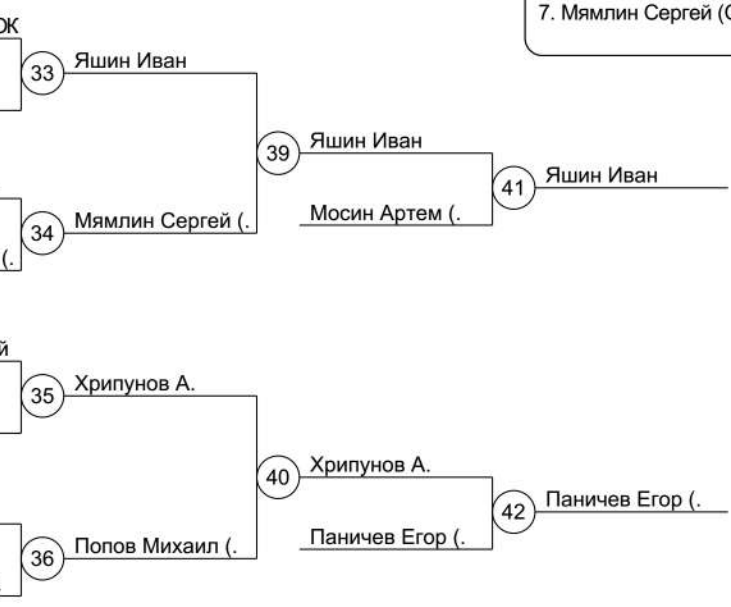 7. Мямлин Сергей (
ОЖ
33
Яшин Иван
39
Яшин Иван
41
Яшин Иван
Мосин Артем (.
34
Мямлин Сергей (.
(.
й
35
Хрипунов А.
40
Хрипунов А.
42
Паничев Егор (.
Паничев Егор (.
36
Попов Михаил (.